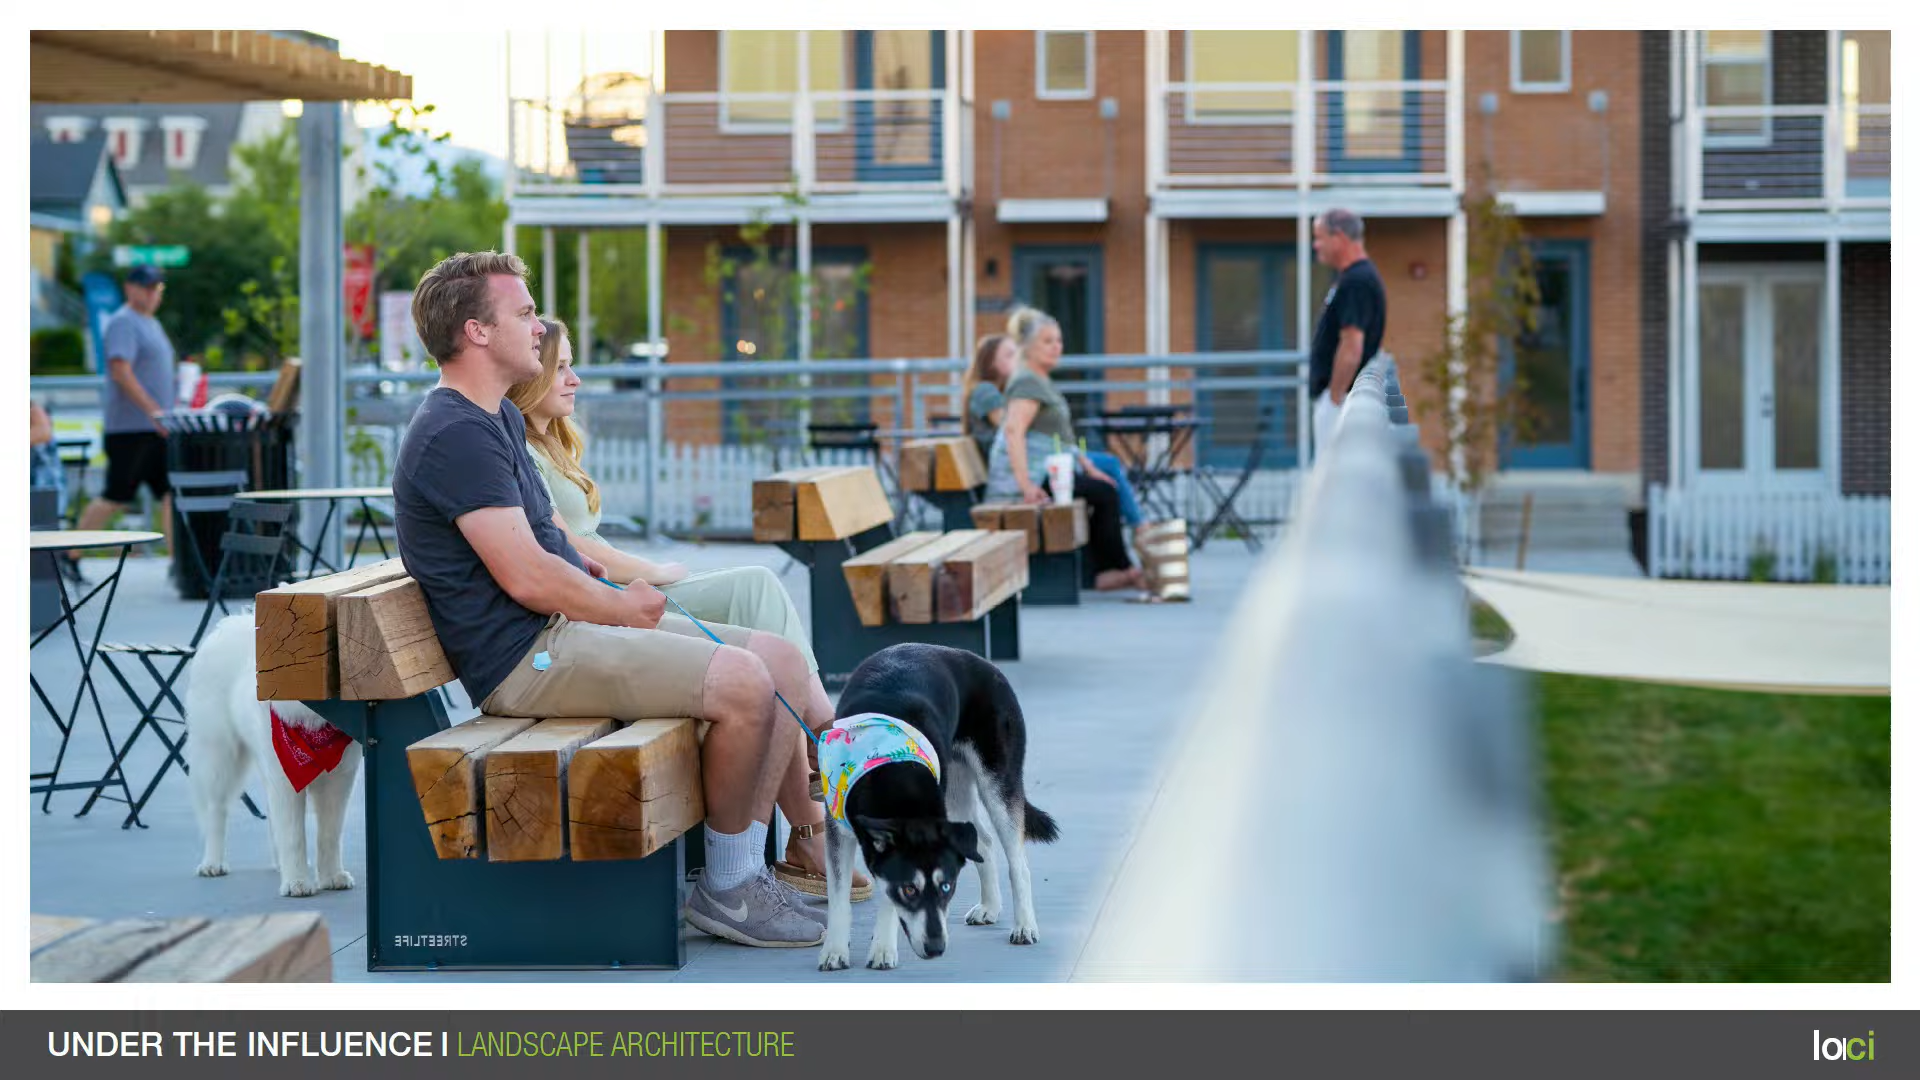 STREETLIFE
UNDER THE INFLUENCE | LANDSCAPE ARCHITECTURE
loci